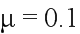 μ = 0.1